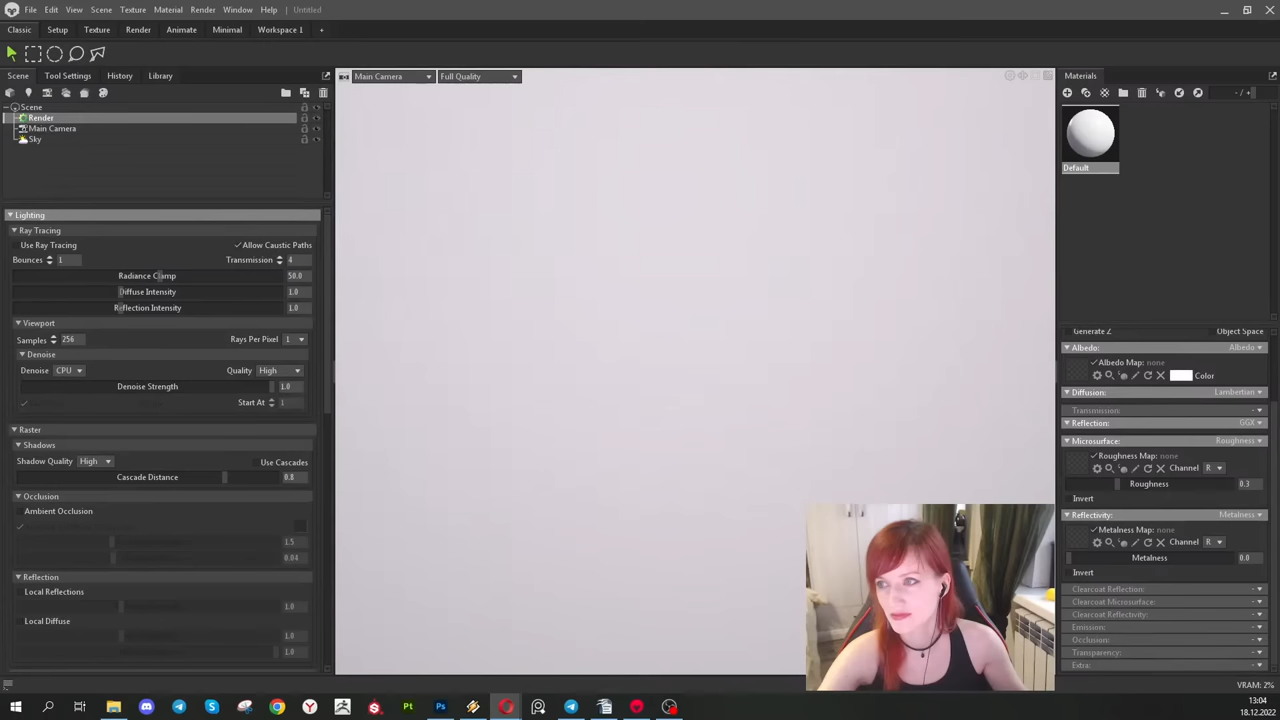 File Edit View Scene Texture Material Render Window Help Untitled
Classic Setup Texture Render Animate Minimal Workspace 1 +
Scene Tool Settings History Library
Main Camera Full Quality
Materials
- / +
Scene
Render
Main Camera
Sky
Default
Lighting
Ray Tracing
Use Ray Tracing Allow Caustic Paths
Bounces 1 Transmission 4
Radiance Clamp 50.0
Diffuse Intensity 1.0
Reflection Intensity 1.0
Viewport
Samples 256 Rays Per Pixel 1
Denoise
Denoise CPU Quality High
Denoise Strength 1.0
Start At 1
Raster
Shadows
Shadow Quality High Use Cascades
Cascade Distance 0.8
Occlusion
Ambient Occlusion
1.5
0.04
Reflection
Local Reflections
1.0
Local Diffuse
1.0
1.0
Generate Z Object Space
Albedo: Albedo
Albedo Map: none
Color
Diffusion: Lambertian
Transmission: -
Reflection: GGX
Microsurface: Roughness
Roughness Map: none
Channel R
Roughness 0.3
Invert
Reflectivity: Metalness
Metalness Map: none
Channel R
Metalness 0.0
Invert
Clearcoat Reflection: -
Clearcoat Microsurface: -
Clearcoat Reflectivity: -
Emission: -
Occlusion: -
Transparency: -
Extra: -
VRAM: 2%
Pt Ps
13:04
18.12.2022